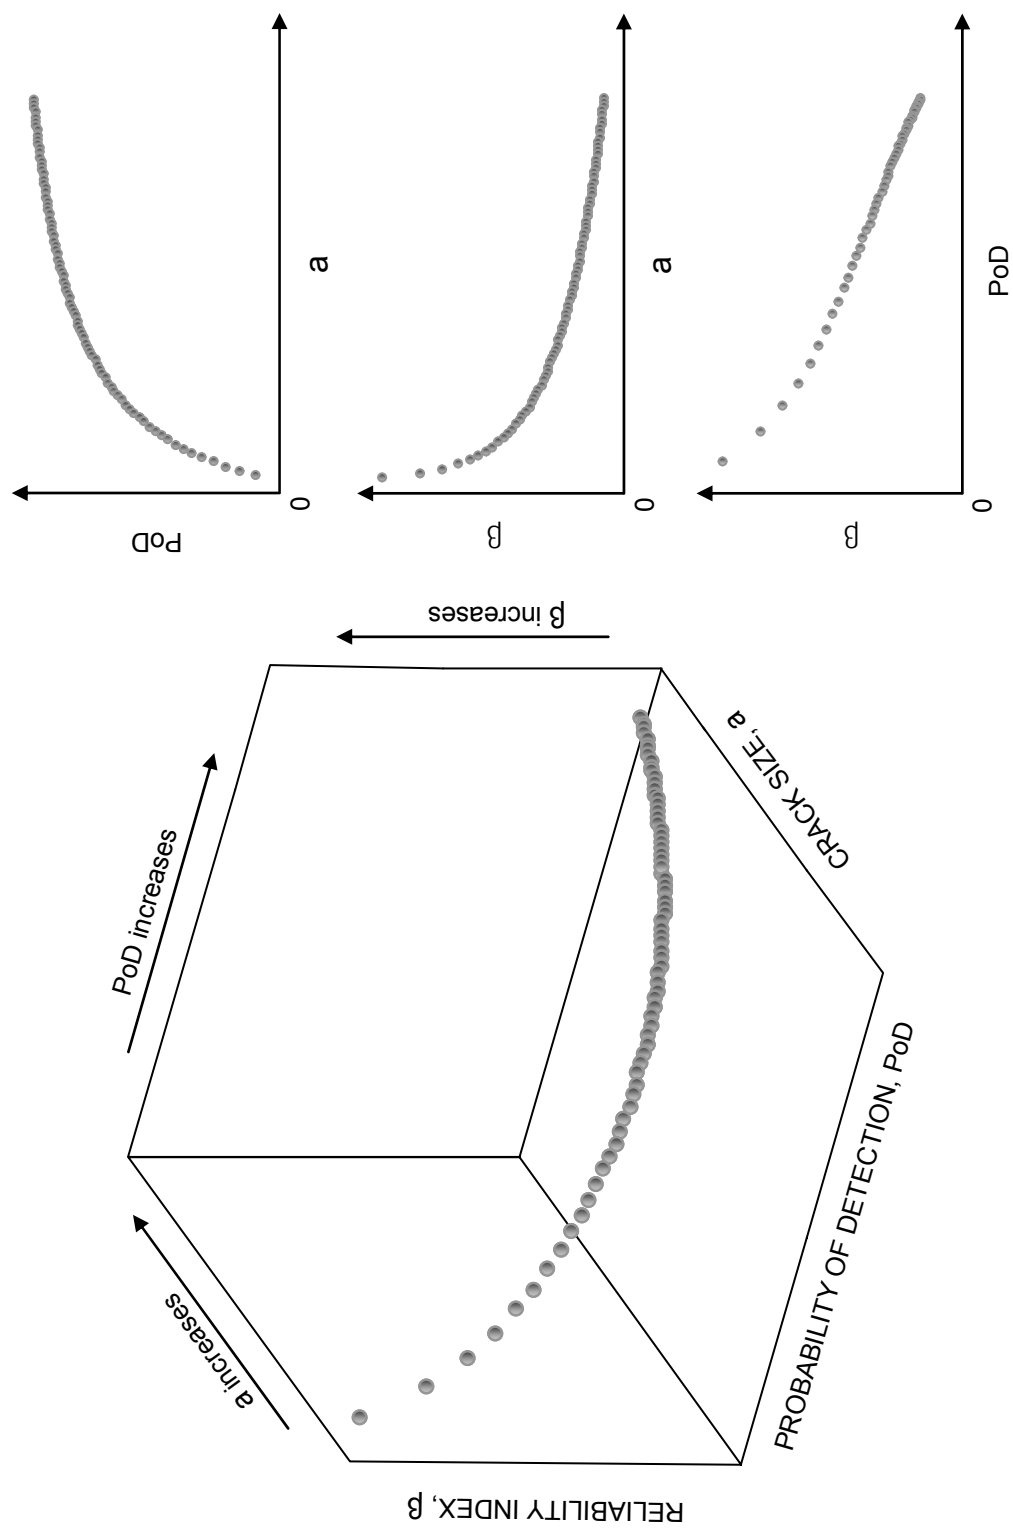 RELIABILITY INDEX, β
a increases
PoD increases
β increases
PROBABILITY OF DETECTION, PoD
CRACK SIZE, a
PoD
0
a
β
0
a
β
0
PoD